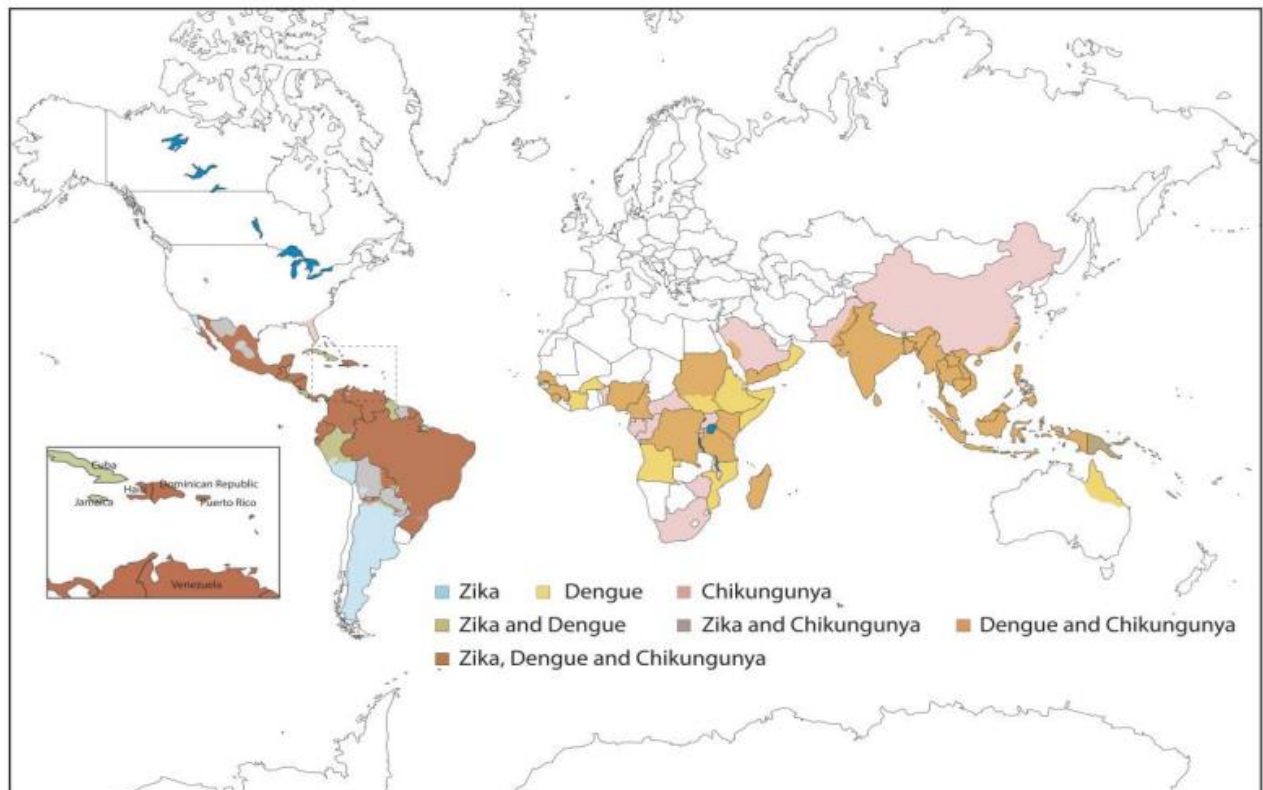 Cuba
Haiti Dominican Republic
Jamaica Puerto Rico
Venezuela
Zika Dengue Chikungunya
Zika and Dengue Zika and Chikungunya Dengue and Chikungunya
Zika, Dengue and Chikungunya